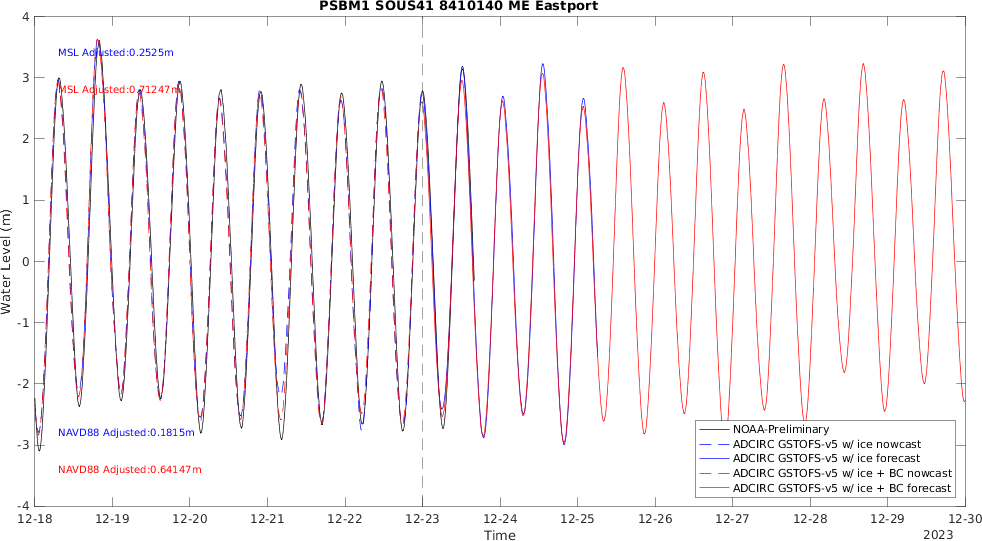 PSBM1 SOUS41 8410140 ME Eastport
MSL Adjusted:0.2525m
MSL Adjusted:0.71247m
NAVD88 Adjusted:0.1815m
NAVD88 Adjusted:0.64147m
Water Level (m)
4
3
2
1
0
-1
-2
-3
-4
NOAA-Preliminary
ADCIRC GSTOFS-v5 w/ ice nowcast
ADCIRC GSTOFS-v5 w/ ice forecast
ADCIRC GSTOFS-v5 w/ ice + BC nowcast
ADCIRC GSTOFS-v5 w/ ice + BC forecast
12-18 12-19 12-20 12-21 12-22 12-23 12-24 12-25 12-26 12-27 12-28 12-29 12-30
Time
2023